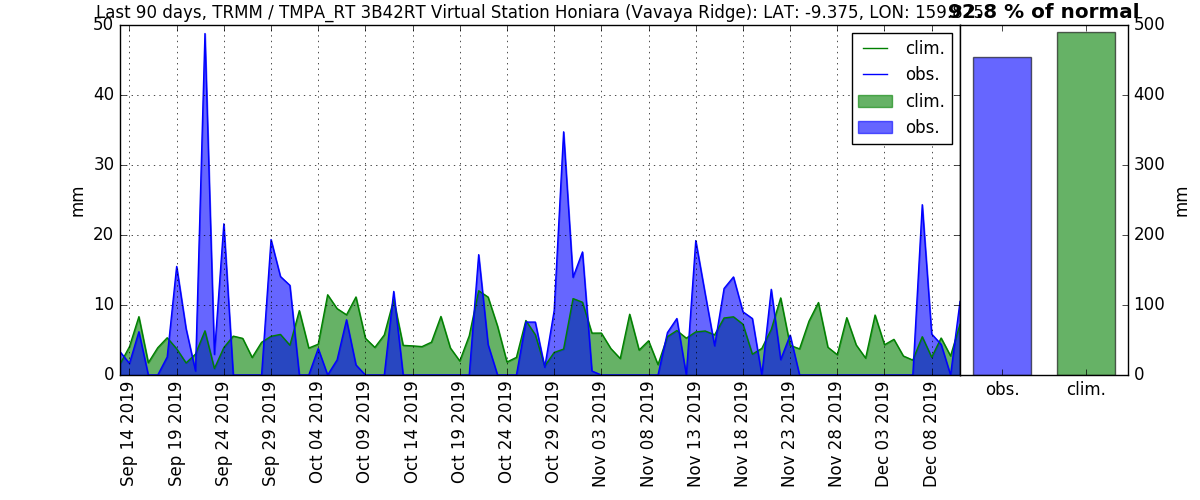 Last 90 days, TRMM / TMPA_RT 3B42RT Virtual Station Honiara (Vavaya Ridge): LAT: -9.375, LON:
92.8 % of normal
50
40
30
20
10
0
mm
clim.
obs.
clim.
obs.
Sep 14 2019
Sep 19 2019
Sep 24 2019
Sep 29 2019
Oct 04 2019
Oct 09 2019
Oct 14 2019
Oct 19 2019
Oct 24 2019
Oct 29 2019
Nov 03 2019
Nov 08 2019
Nov 13 2019
Nov 18 2019
Nov 23 2019
Nov 28 2019
Dec 03 2019
Dec 08 2019
500
400
300
200
100
0
mm
obs.
clim.